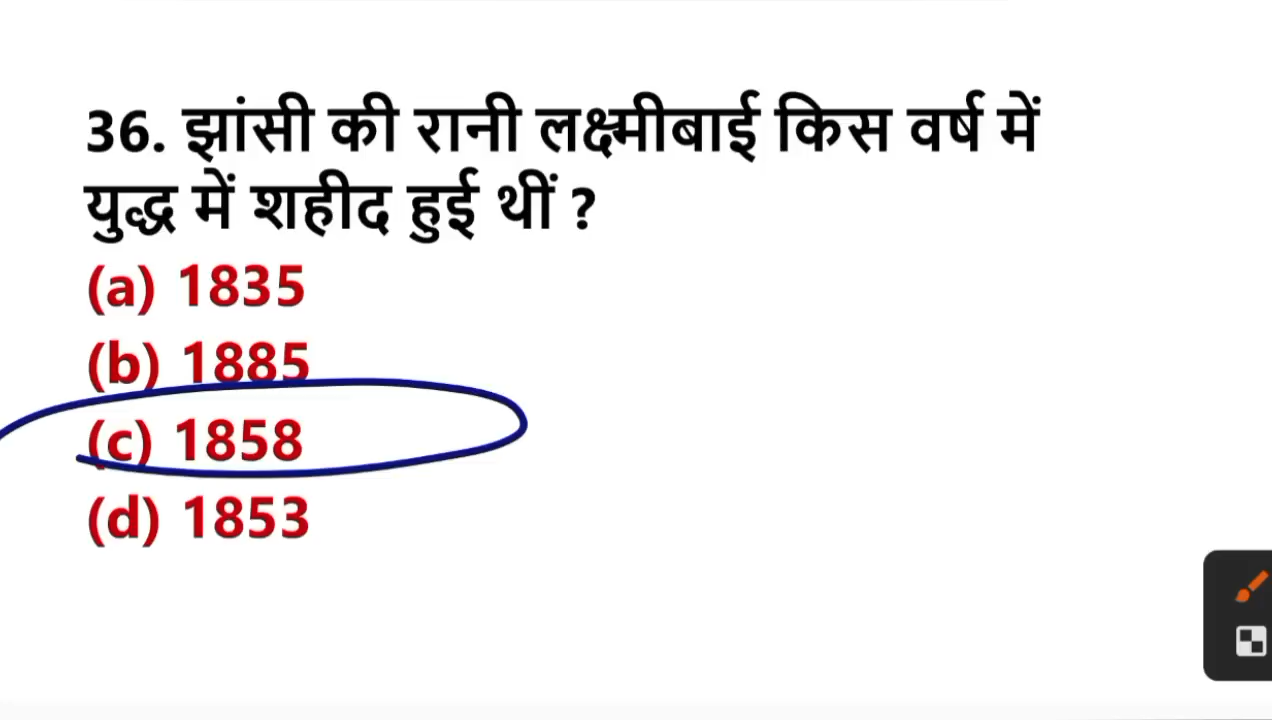 36. झांसी की रानी लक्ष्मीबाई किस वर्ष में
युद्ध में शहीद हुई थीं ?
(a) 1835
(b) 1885
(c) 1858
(d) 1853